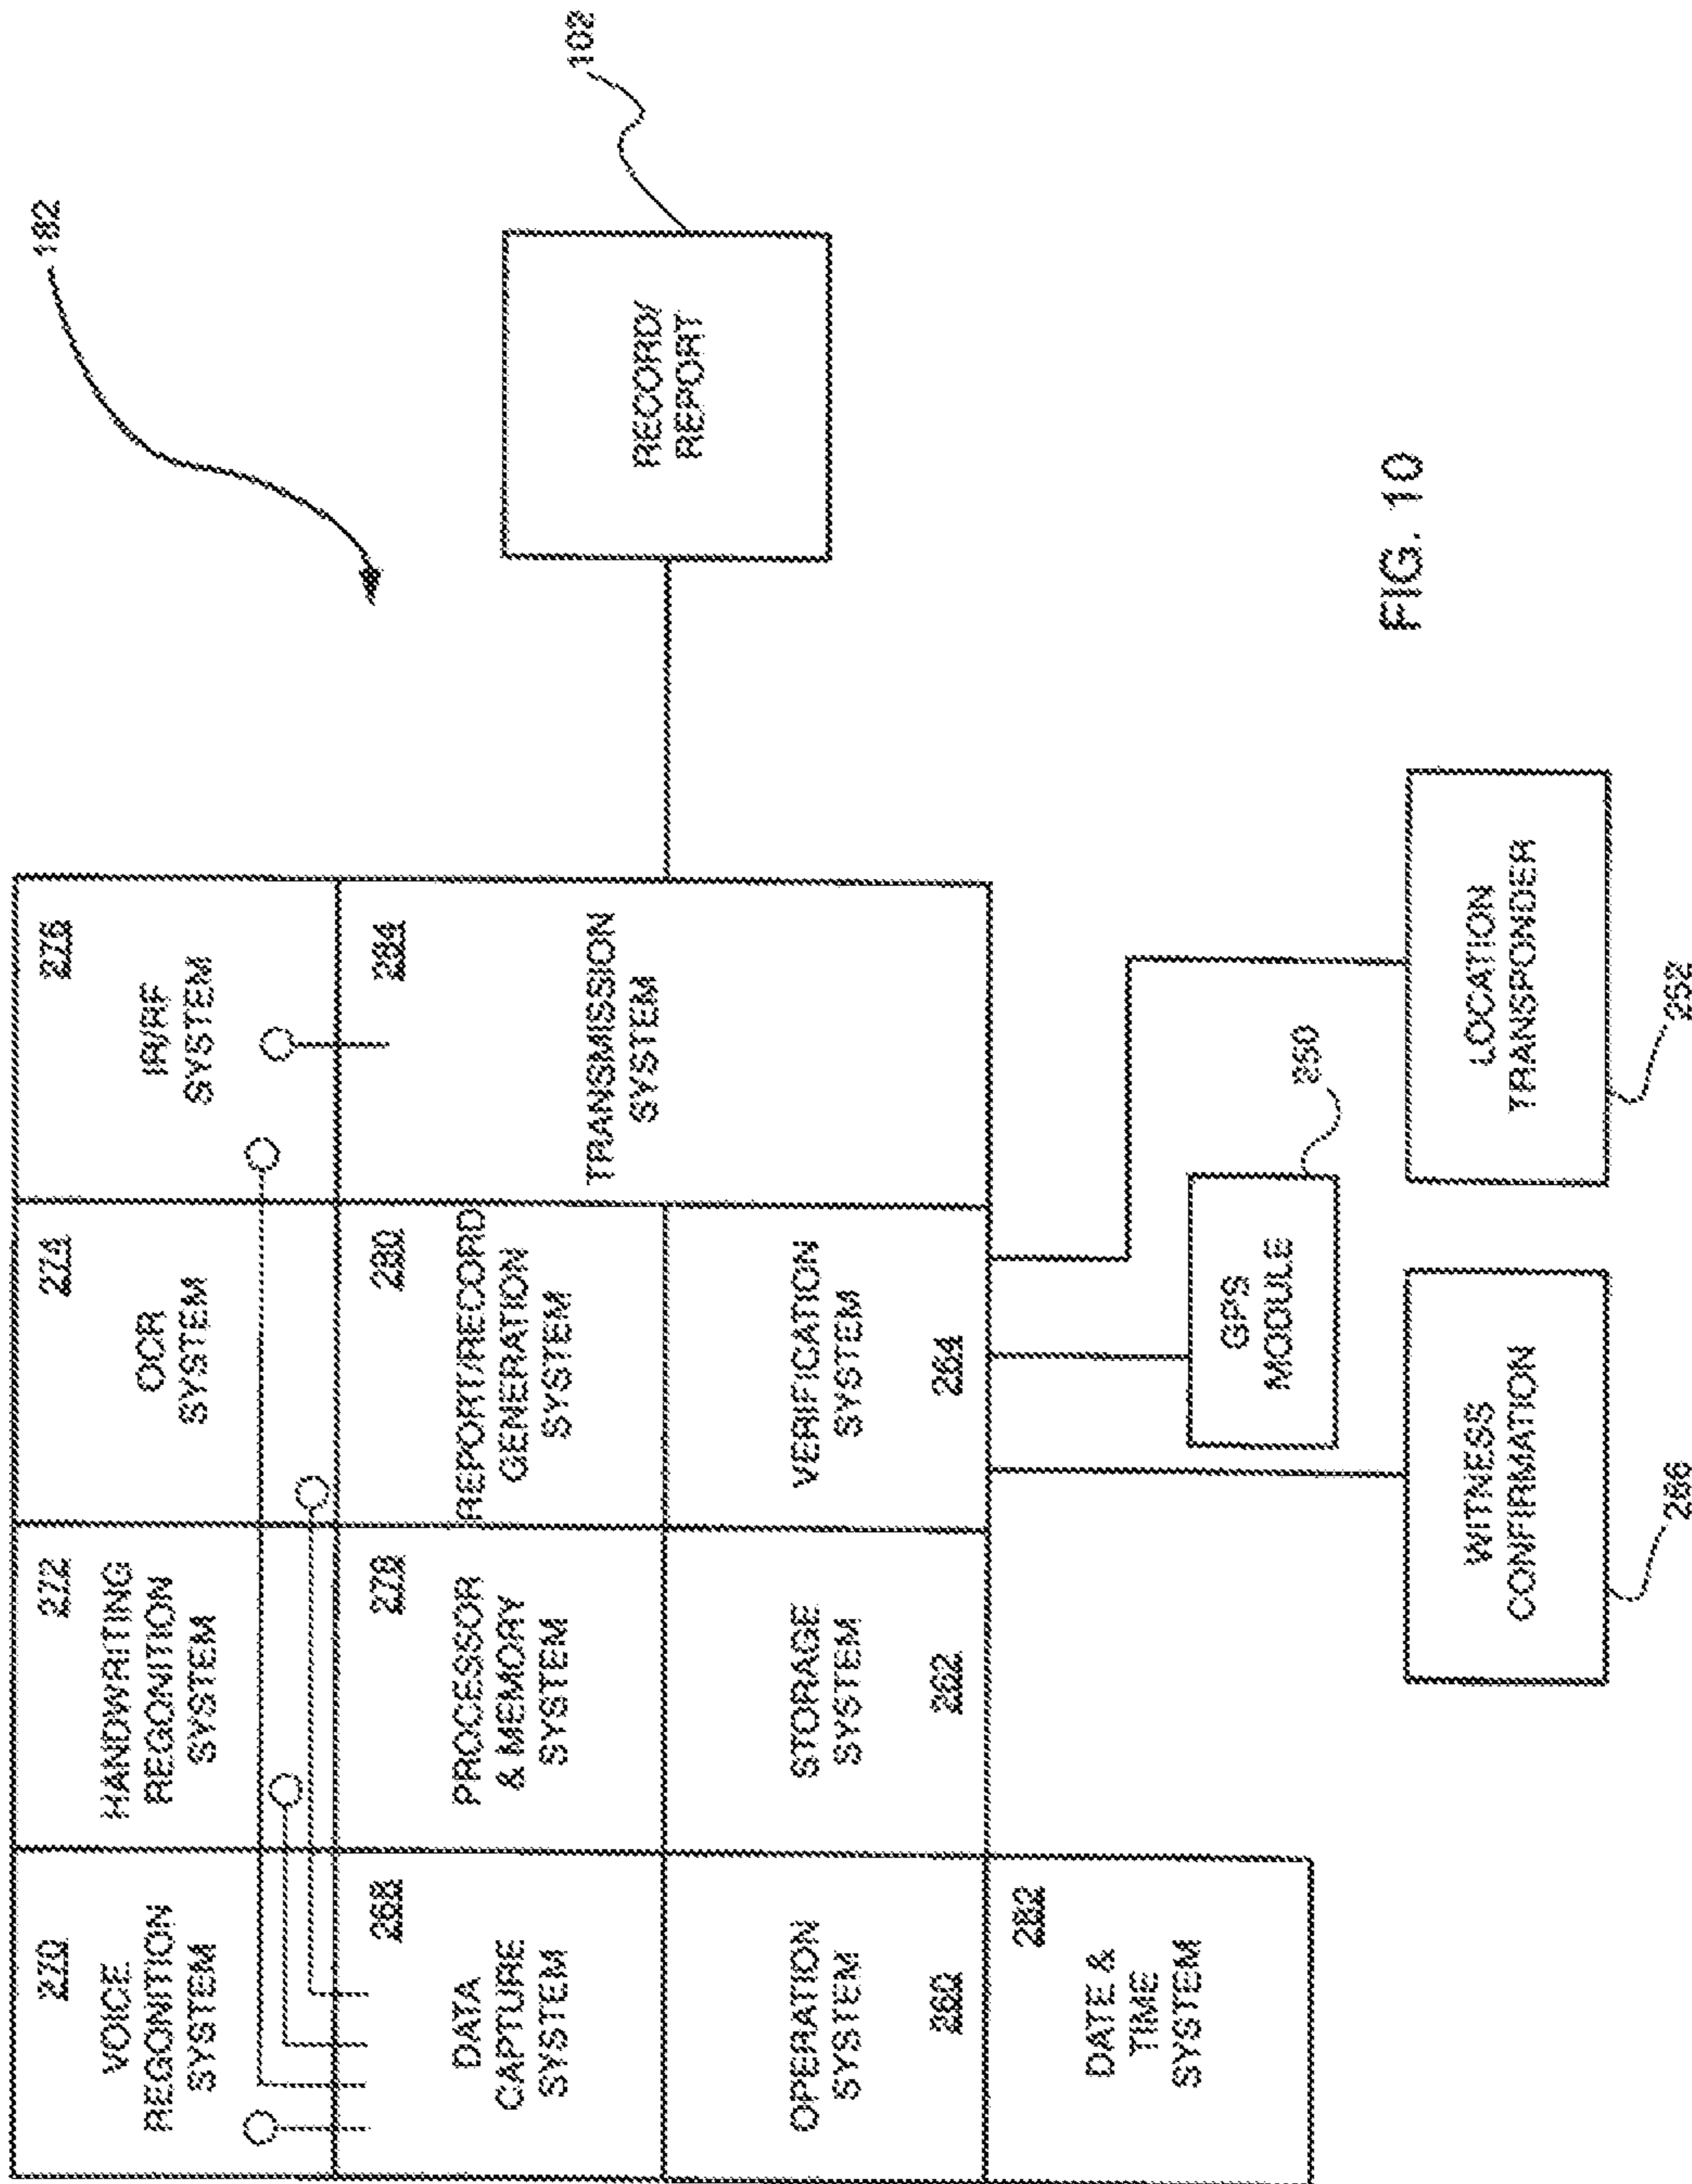 182
270
VOICE
REGONITION
SYSTEM
272
HANDWRITING
REGONITION
SYSTEM
274
OCR
SYSTEM
276
IR/RF
SYSTEM
268
DATA
CAPTURE
SYSTEM
278
PROCESSOR
& MEMORY
SYSTEM
280
REPORT/RECORD
GENERATION
SYSTEM
284
TRANSMISSION
SYSTEM
RECORD/
REPORT
102
OPERATION
SYSTEM
260
STORAGE
SYSTEM
262
VERIFICATION
SYSTEM
264
282
DATE &
TIME
SYSTEM
GPS
MODULE
250
WITNESS
CONFIRMATION
266
LOCATION
TRANSPONDER
252
FIG. 10